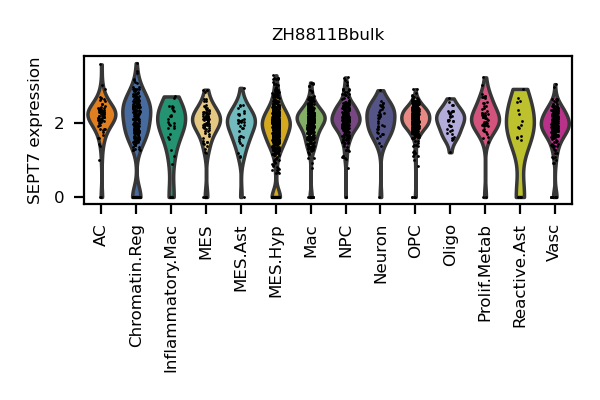 ZH8811Bbulk
SEPT7 expression
2
0
AC
Chromatin.Reg
Inflammatory.Mac
MES
MES.Ast
MES.Hyp
Mac
NPC
Neuron
OPC
Oligo
Prolif.Metab
Reactive.Ast
Vasc